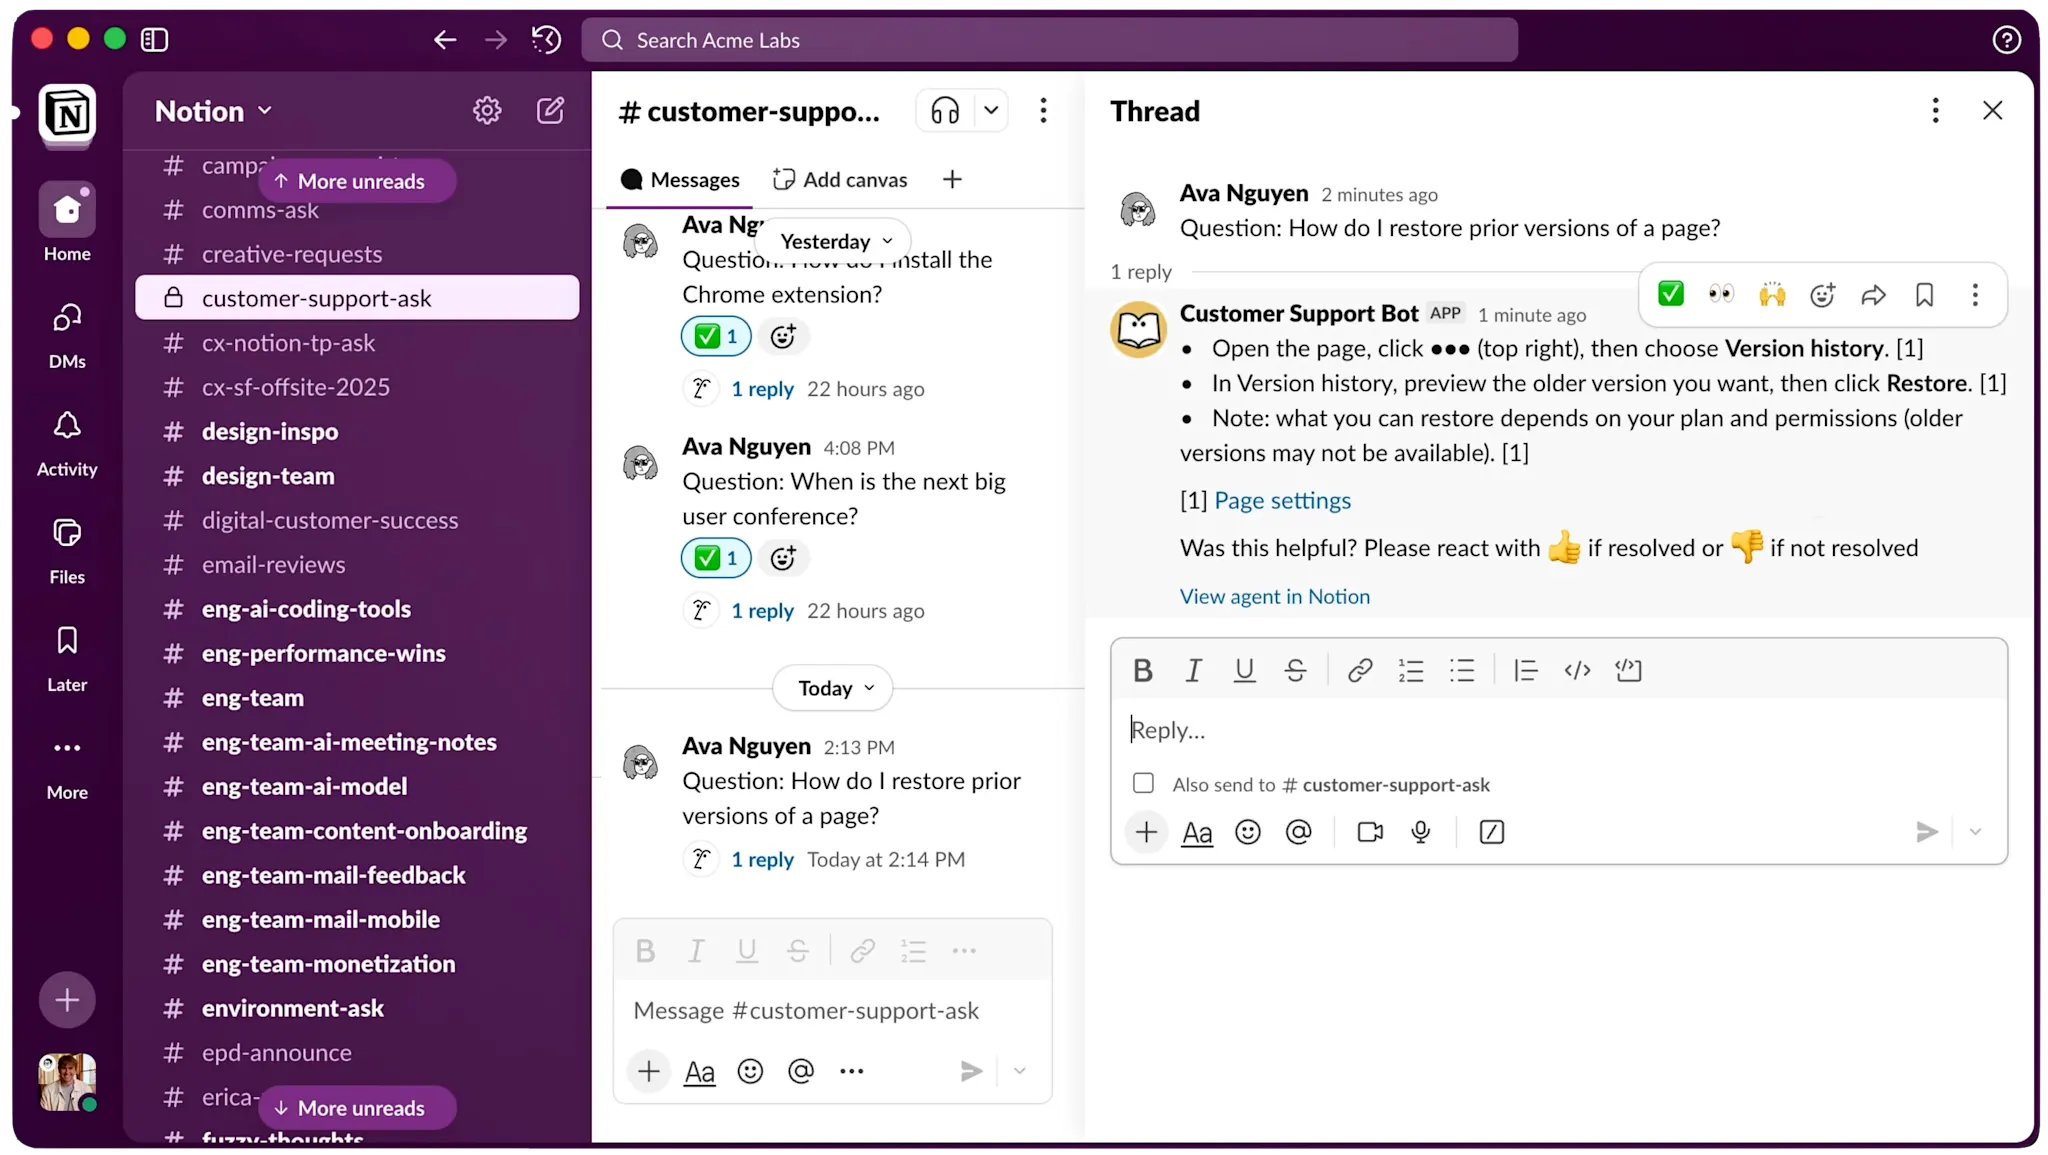 Search Acme Labs
Notion
Home
DMs
Activity
Files
Later
More
↑ More unreads
# comms-ask
# creative-requests
customer-support-ask
# cx-notion-tp-ask
# cx-sf-offsite-2025
# design-inspo
# design-team
# digital-customer-success
# email-reviews
# eng-ai-coding-tools
# eng-performance-wins
# eng-team
# eng-team-ai-meeting-notes
# eng-team-ai-model
# eng-team-content-onboarding
# eng-team-mail-feedback
# eng-team-mail-mobile
# eng-team-monetization
# environment-ask
# epd-announce
# erica-
↓ More unreads
# fuzzy-thoughts
# customer-suppo...
Messages
Add canvas
Yesterday
Ava
Question: How do I install the
Chrome extension?
✅ 1
1 reply 22 hours ago
Ava Nguyen 4:08 PM
Question: When is the next big
user conference?
✅ 1
1 reply 22 hours ago
Today
Ava Nguyen 2:13 PM
Question: How do I restore prior
versions of a page?
1 reply Today at 2:14 PM
B I U S
Message #customer-support-ask
Aa
Thread
Ava Nguyen 2 minutes ago
Question: How do I restore prior versions of a page?
1 reply
Customer Support Bot APP 1 minute ago
• Open the page, click ••• (top right), then choose Version history. [1]
• In Version history, preview the older version you want, then click Restore. [1]
• Note: what you can restore depends on your plan and permissions (older
versions may not be available). [1]
[1] Page settings
Was this helpful? Please react with 👍 if resolved or 👎 if not resolved
View agent in Notion
B I U S
Reply...
Also send to # customer-support-ask
Aa